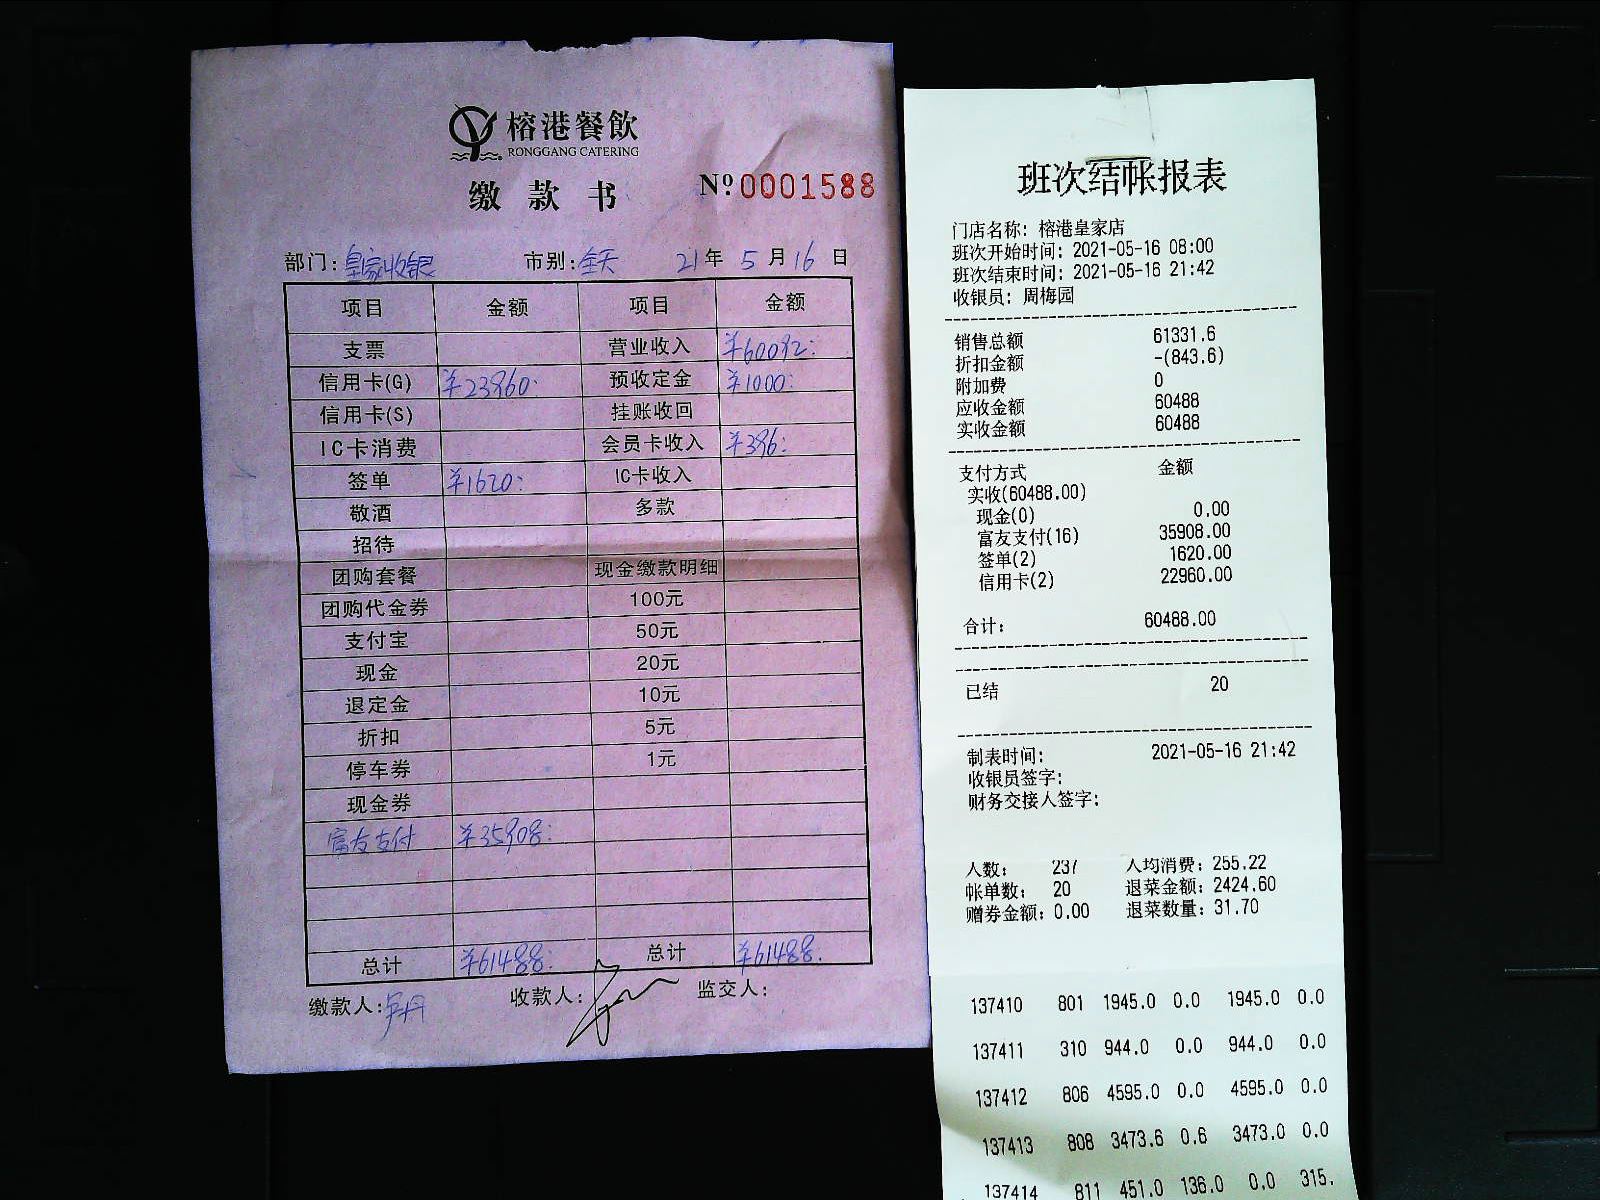 榕港餐飲
RONGGANG CATERING
缴款书 Nº 0001588
部门: 皇家收银 市别: 全天 21年 5月16日
项目 金额 项目 金额
支票 营业收入 ¥60092:
信用卡(G) ¥23960: 预收定金 ¥1000:
信用卡(S) 挂账收回
IC卡消费 会员卡收入 ¥396:
签单 ¥1620: IC卡收入
敬酒 多款
招待
团购套餐 现金缴款明细
团购代金券 100元
支付宝 50元
现金 20元
退定金 10元
折扣 5元
停车券 1元
现金券
富友支付 ¥35908:
总计 ¥61488: 总计 ¥61488:
缴款人: 收款人: 监交人:
班次结帐报表
门店名称: 榕港皇家店
班次开始时间: 2021-05-16 08:00
班次结束时间: 2021-05-16 21:42
收银员: 周梅园
销售总额 61331.6
折扣金额 -(843.6)
附加费 0
应收金额 60488
实收金额 60488
支付方式 金额
实收(60488.00)
现金(0) 0.00
富友支付(16) 35908.00
签单(2) 1620.00
信用卡(2) 22960.00
合计: 60488.00
已结 20
制表时间: 2021-05-16 21:42
收银员签字:
财务交接人签字:
人数: 237 人均消费: 255.22
帐单数: 20 退菜金额: 2424.60
赠券金额: 0.00 退菜数量: 31.70
137410 801 1945.0 0.0 1945.0 0.0
137411 310 944.0 0.0 944.0 0.0
137412 806 4595.0 0.0 4595.0 0.0
137413 808 3473.6 0.6 3473.0 0.0
137414 811 451.0 136.0 0.0 315.